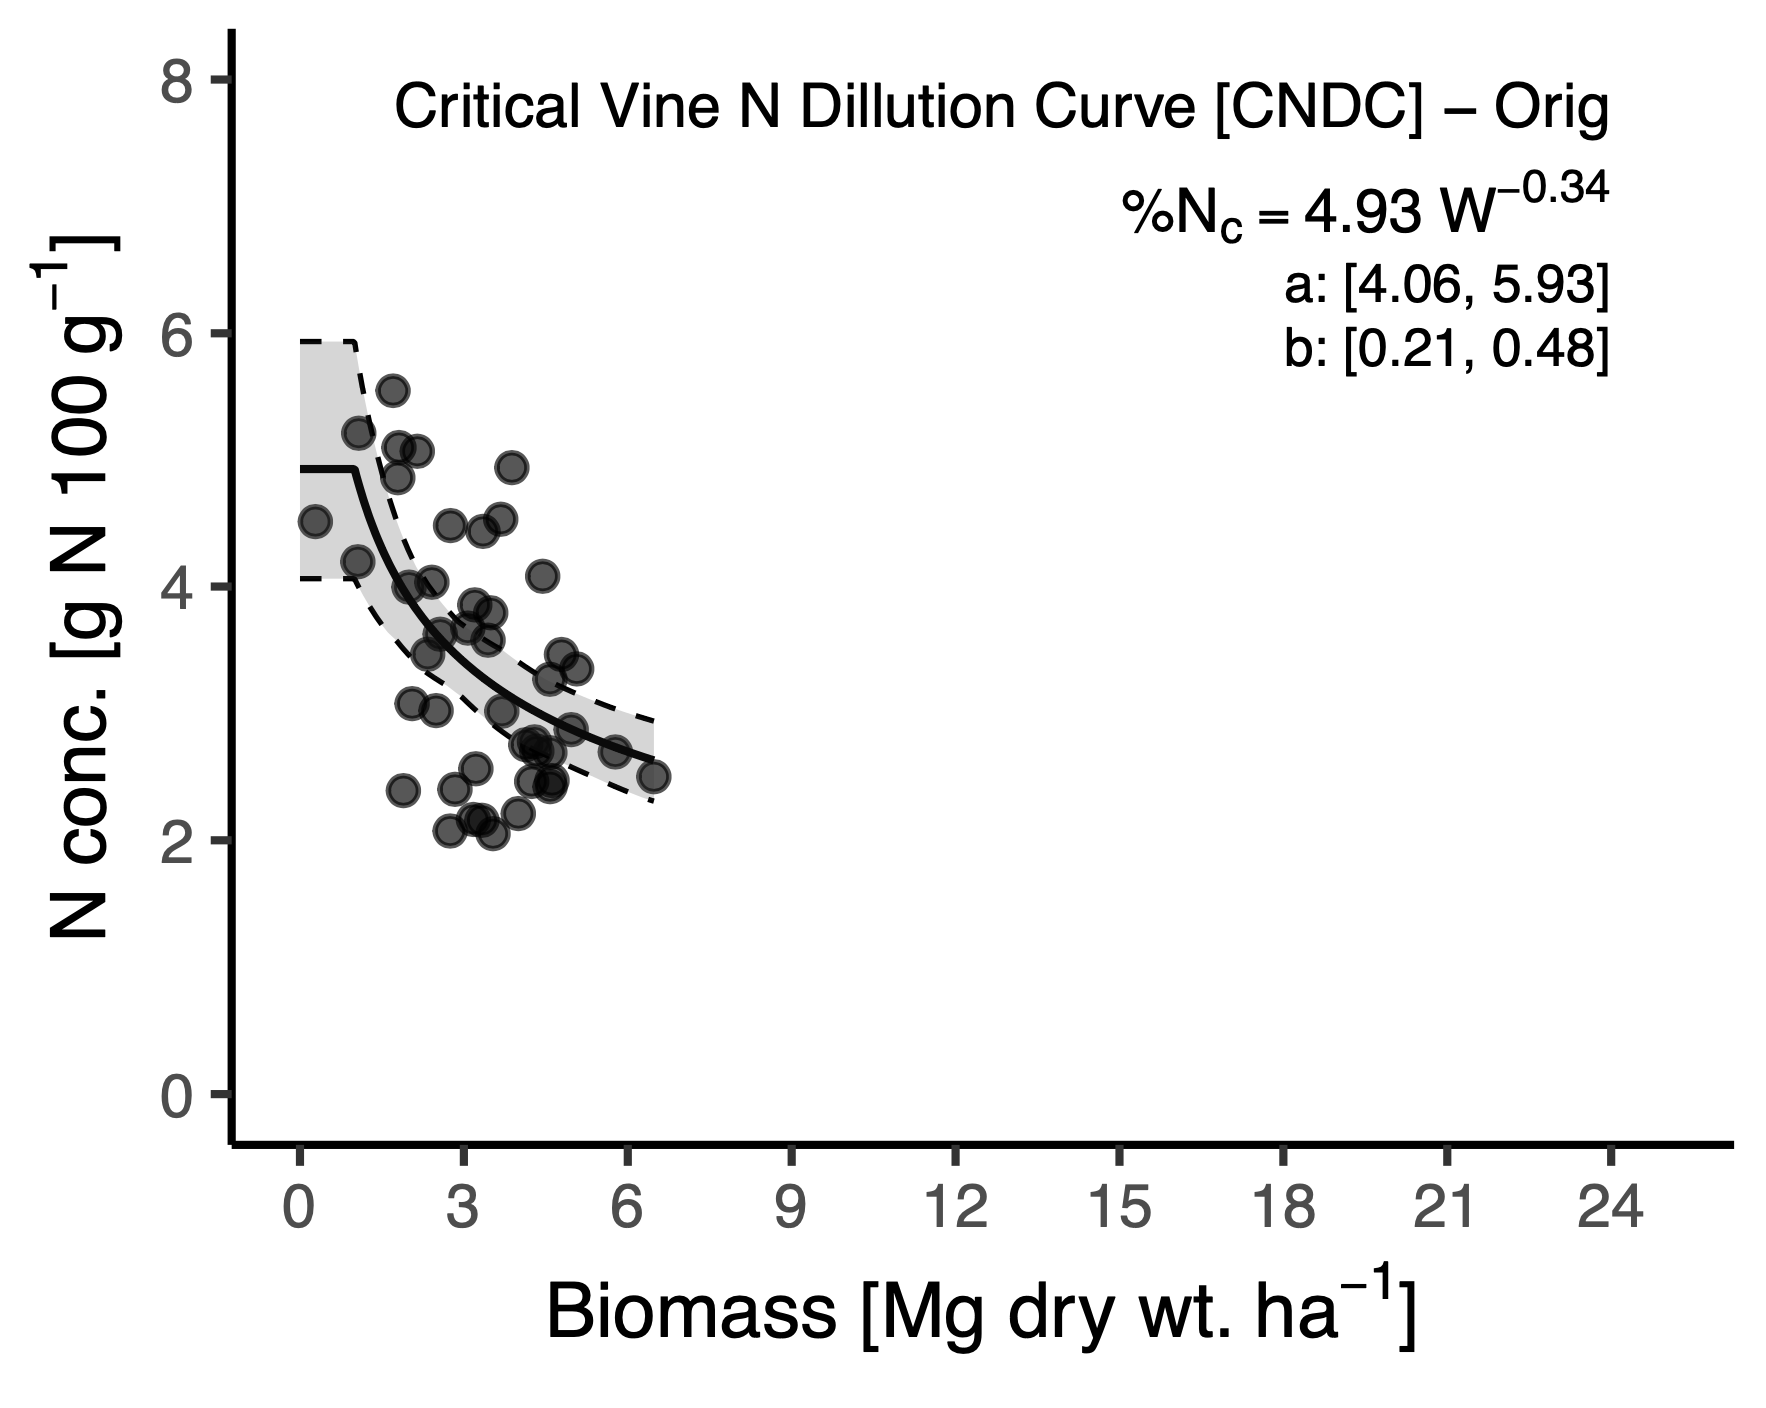 Critical Vine N Dillution Curve [CNDC] – Orig
%Nc = 4.93 W−0.34
a: [4.06, 5.93]
b: [0.21, 0.48]
N conc. [g N 100 g−1]
8
6
4
2
0
0 3 6 9 12 15 18 21 24
Biomass [Mg dry wt. ha−1]